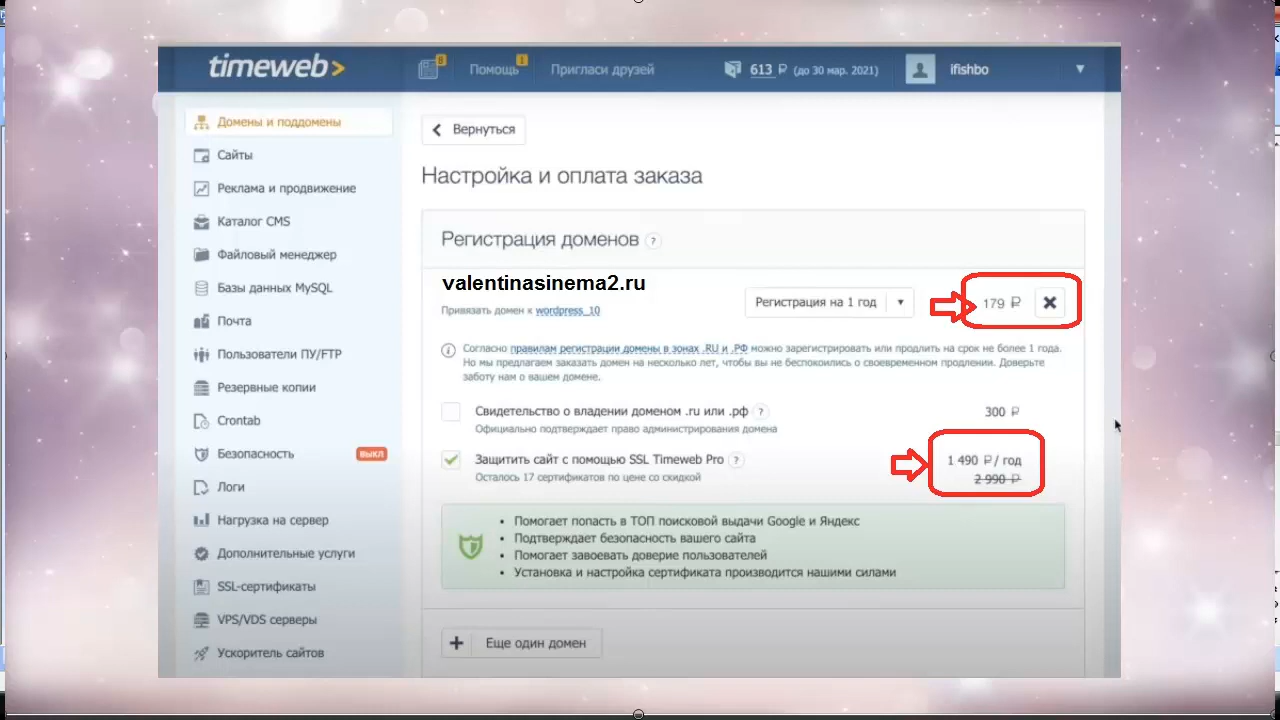 timeweb>
8
Помощь
1
Пригласи друзей
613 ₽ (до 30 мар. 2021)
ifishbo
Домены и поддомены
Сайты
Реклама и продвижение
Каталог CMS
Файловый менеджер
Базы данных MySQL
Почта
Пользователи ПУ/FTP
Резервные копии
Crontab
Безопасность
ВЫКЛ
Логи
Нагрузка на сервер
Дополнительные услуги
SSL-сертификаты
VPS/VDS серверы
Ускоритель сайтов
Вернуться
Настройка и оплата заказа
Регистрация доменов ?
valentinasinema2.ru
Привязать домен к wordpress_10
Регистрация на 1 год
179 ₽
Согласно правилам регистрации домены в зонах .RU и .РФ можно зарегистрировать или продлить на срок не более 1 года.
Но мы предлагаем заказать домен на несколько лет, чтобы вы не беспокоились о своевременном продлении. Доверьте
заботу нам о вашем домене.
Свидетельство о владении доменом .ru или .рф ?
300 ₽
Официально подтверждает право администрирования домена
Защитить сайт с помощью SSL Timeweb Pro ?
1 490 ₽/ год
Осталось 17 сертификатов по цене со скидкой
2 990 ₽
• Помогает попасть в ТОП поисковой выдачи Google и Яндекс
• Подтверждает безопасность вашего сайта
• Помогает завоевать доверие пользователей
• Установка и настройка сертификата производится нашими силами
+ Еще один домен